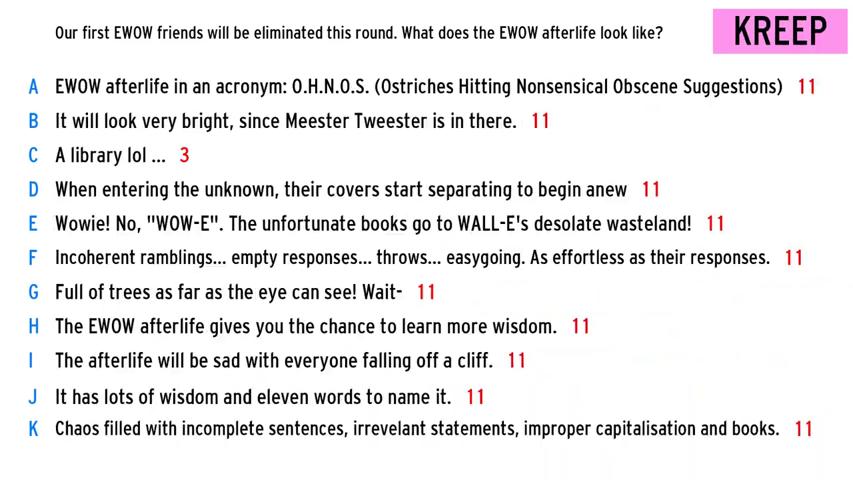 Our first EWOW friends will be eliminated this round. What does the EWOW afterlife look like?
KREEP
A EWOW afterlife in an acronym: O.H.N.O.S. (Ostriches Hitting Nonsensical Obscene Suggestions) 11
B It will look very bright, since Meester Tweester is in there. 11
C A library lol ... 3
D When entering the unknown, their covers start separating to begin anew 11
E Wowie! No, "WOW-E". The unfortunate books go to WALL-E's desolate wasteland! 11
F Incoherent ramblings... empty responses... throws... easygoing. As effortless as their responses. 11
G Full of trees as far as the eye can see! Wait- 11
H The EWOW afterlife gives you the chance to learn more wisdom. 11
I The afterlife will be sad with everyone falling off a cliff. 11
J It has lots of wisdom and eleven words to name it. 11
K Chaos filled with incomplete sentences, irrevelant statements, improper capitalisation and books. 11